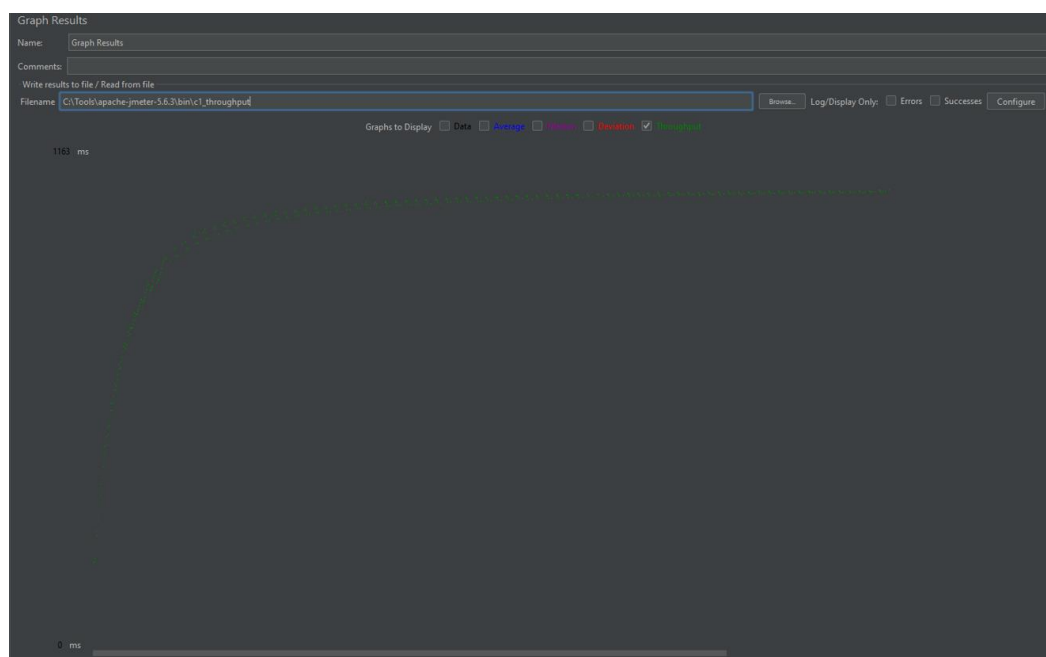 Graph Results
Name: Graph Results
Comments:
Write results to file / Read from file
Filename C:\Tools\apache-jmeter-5.6.3\bin\c1_throughput Browse... Log/Display Only: Errors Successes Configure
Graphs to Display Data Average Median Deviation Throughput
1163 ms
0 ms